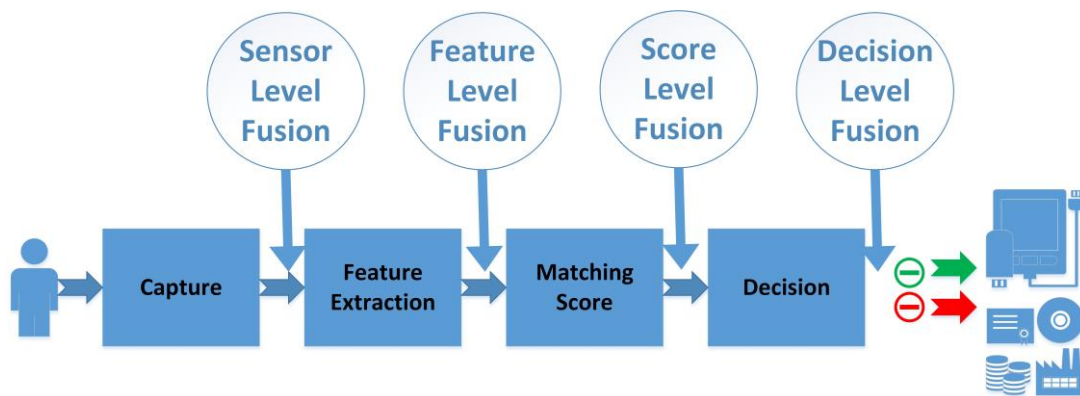 Sensor
Level
Fusion
Feature
Level
Fusion
Score
Level
Fusion
Decision
Level
Fusion
Capture
Feature
Extraction
Matching
Score
Decision